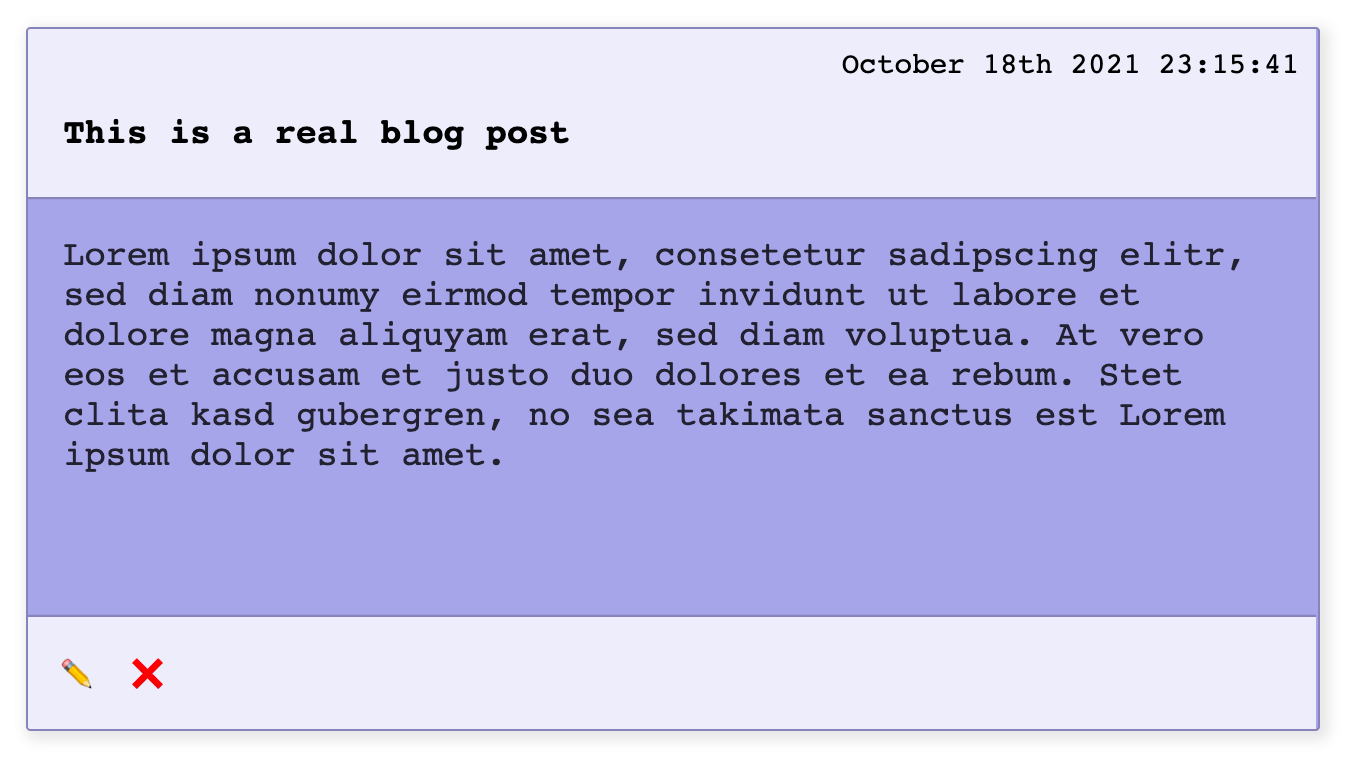 October 18th 2021 23:15:41
This is a real blog post
Lorem ipsum dolor sit amet, consetetur sadipscing elitr,
sed diam nonumy eirmod tempor invidunt ut labore et
dolore magna aliquyam erat, sed diam voluptua. At vero
eos et accusam et justo duo dolores et ea rebum. Stet
clita kasd gubergren, no sea takimata sanctus est Lorem
ipsum dolor sit amet.